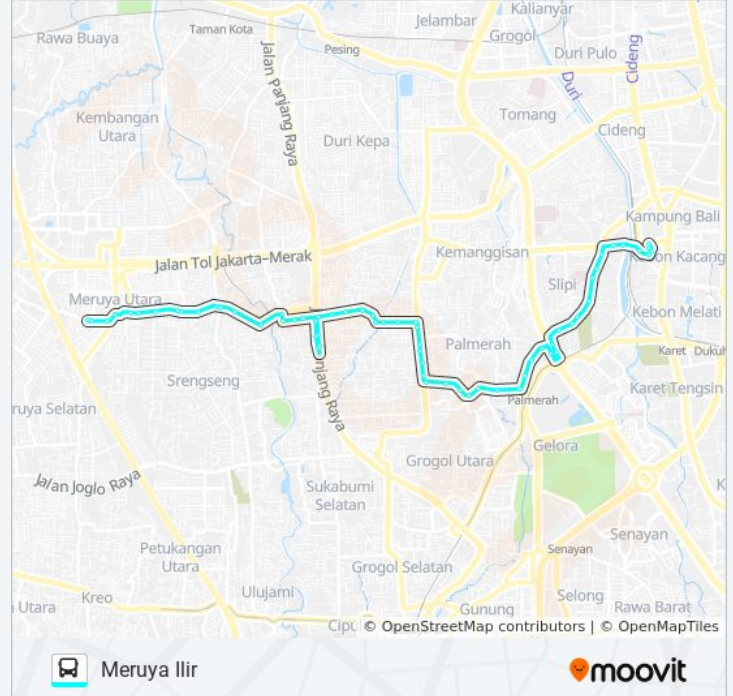 Kalianyar
Jelambar
Rawa Buaya
Taman Kota
Grogol
Pesing
Duri Pulo
Cideng
Jalan Panjang Raya
Duri
Kembangan
Utara
Tomang
Duri Kepa
Cideng
Kampung Bali
Kemanggisan
Kebon Kacang
Jalan Tol Jakarta–Merak
Slipi
Meruya Utara
Kebon Melati
Palmerah
Karet
Dukuh
Srengseng
Karet Tengsin
njang Raya
Palmerah
ruya Selatan
Gelora
Grogol Utara
Jalan Joglo Raya
Sukabumi
Selatan
K
Senayan
Petukangan
Utara
Senayan
Grogol Selatan
Ulujami
Kreo
Selong
Utara
Gunung
Rawa Barat
Cipu
© OpenStreetMap contributors | © OpenMapTiles
Meruya Ilir
moovit